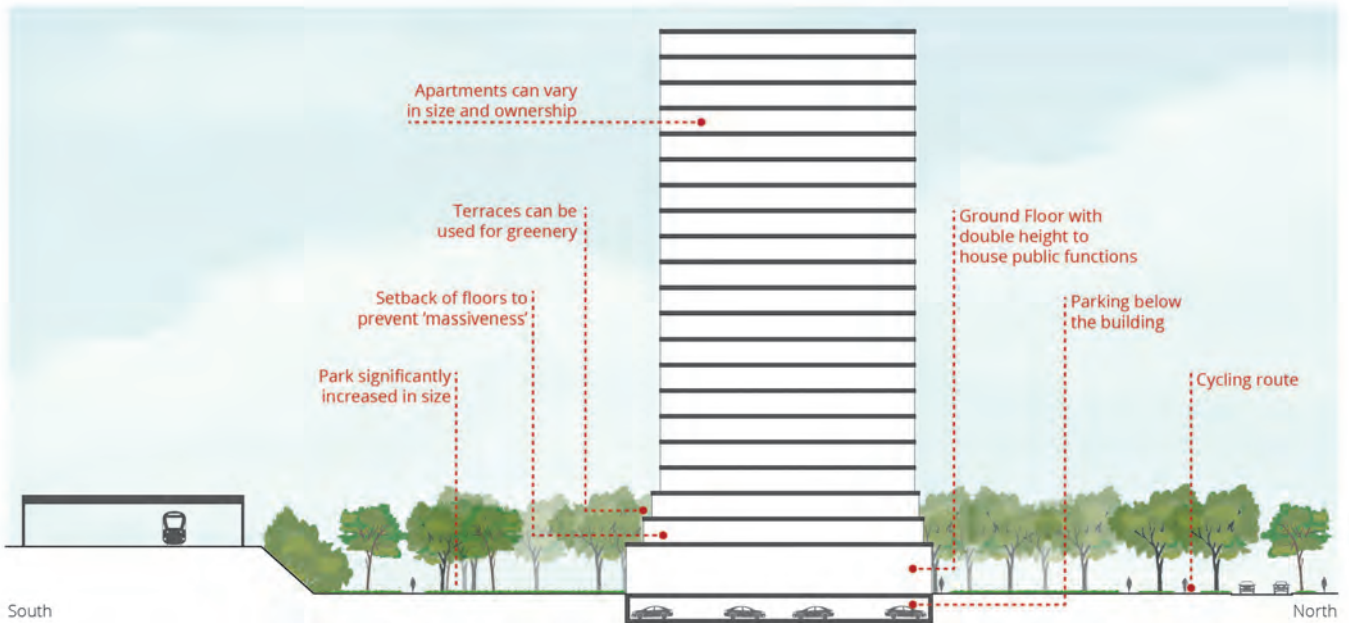 Apartments can vary
in size and ownership
Terraces can be
used for greenery
Ground Floor with
double height to
house public functions
Setback of floors to
prevent ‘massiveness’
Parking below
the building
Park significantly
increased in size
Cycling route
South
North